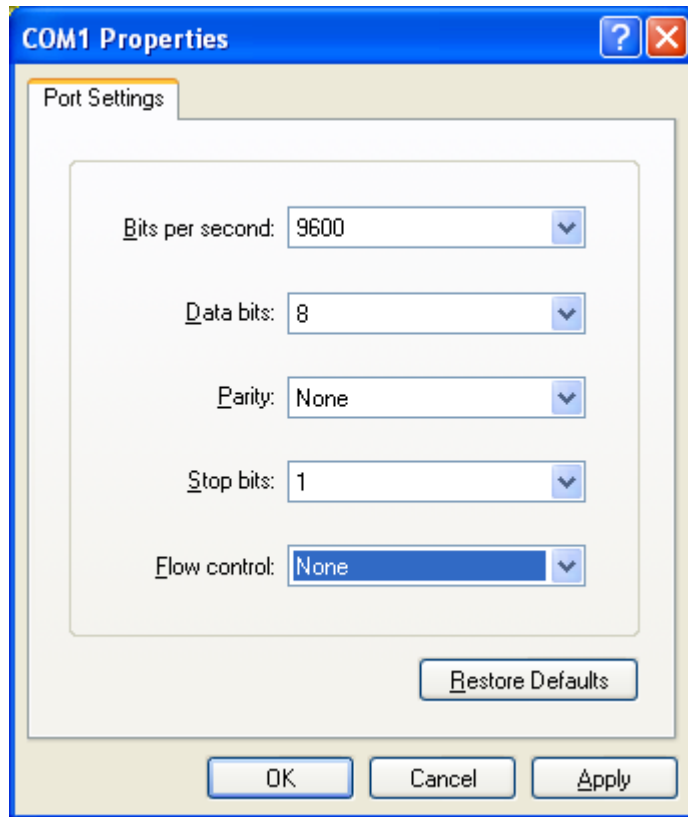 COM1 Properties
Port Settings
Bits per second: 9600
Data bits: 8
Parity: None
Stop bits: 1
Flow control: None
Restore Defaults
OK Cancel Apply